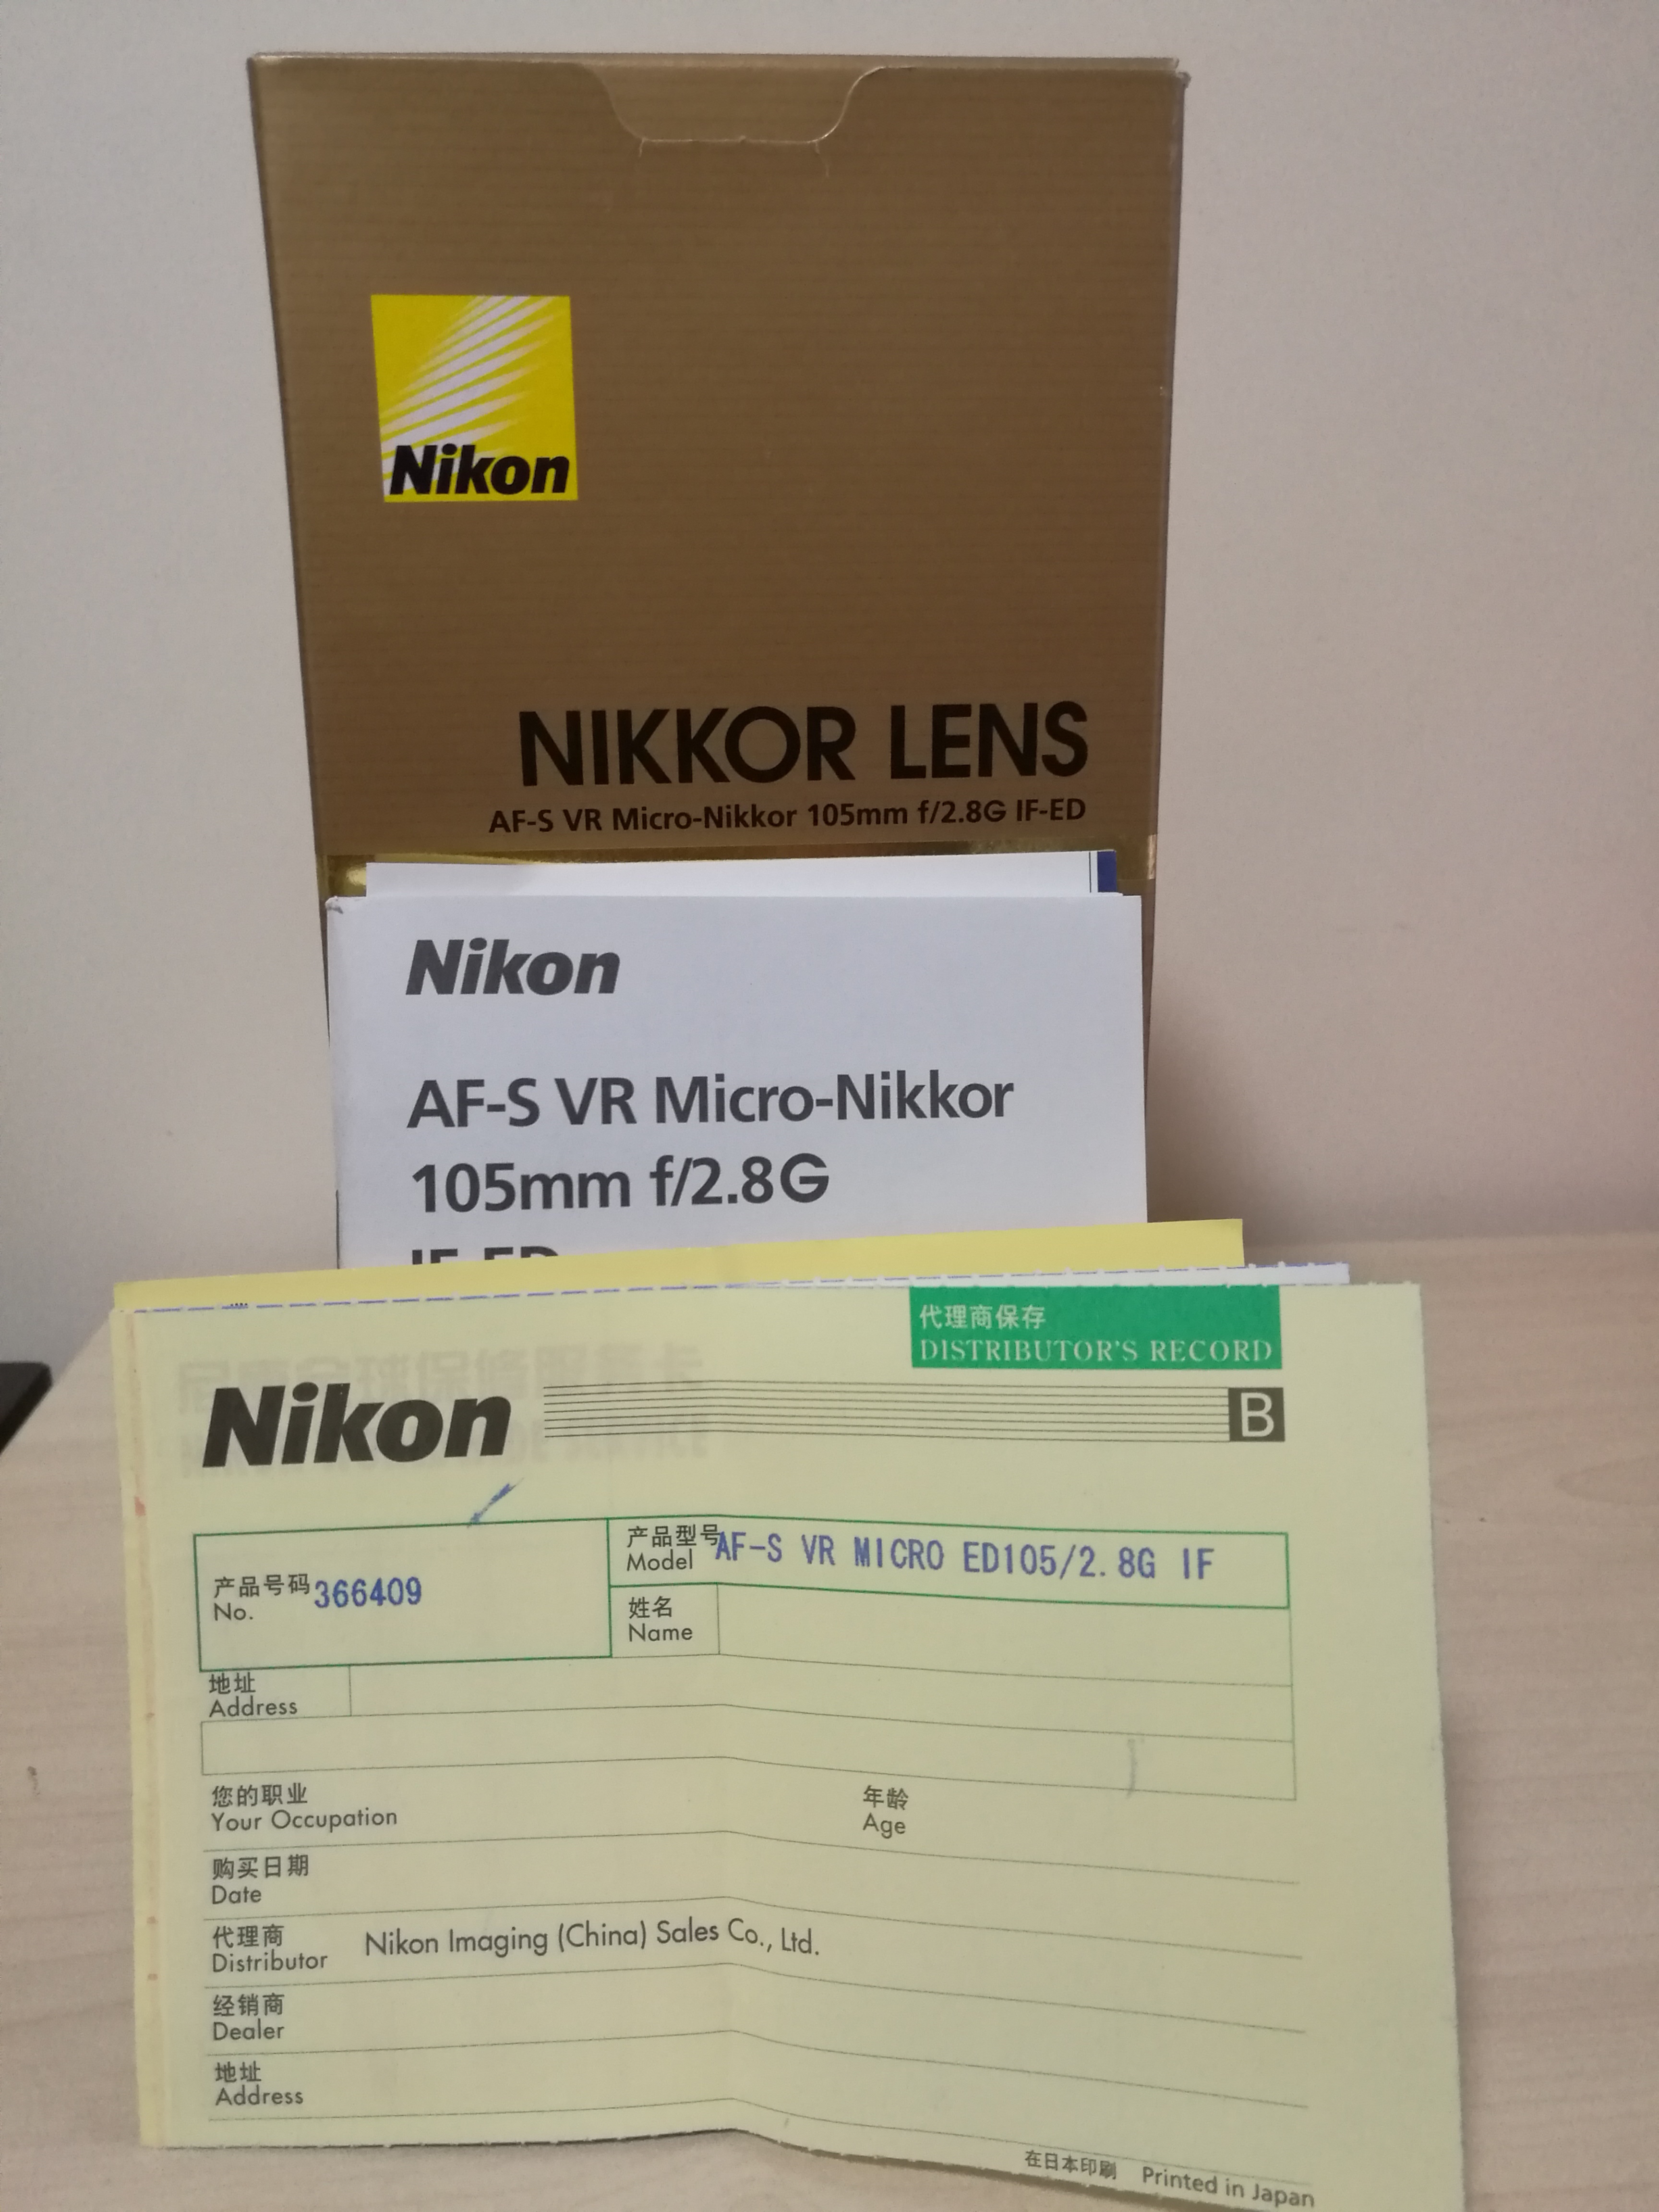 Nikon
NIKKOR LENS
AF-S VR Micro-Nikkor 105mm f/2.8G IF-ED
Nikon
AF-S VR Micro-Nikkor
105mm f/2.8G
IF-ED
代理商保存
DISTRIBUTOR'S RECORD
Nikon
B
产品号码 366409
No.
产品型号 AF-S VR MICRO ED105/2.8G IF
Model
姓名
Name
地址
Address
您的职业
Your Occupation
年龄
Age
购买日期
Date
代理商
Distributor Nikon Imaging (China) Sales Co., Ltd.
经销商
Dealer
地址
Address
在日本印刷 Printed in Japan